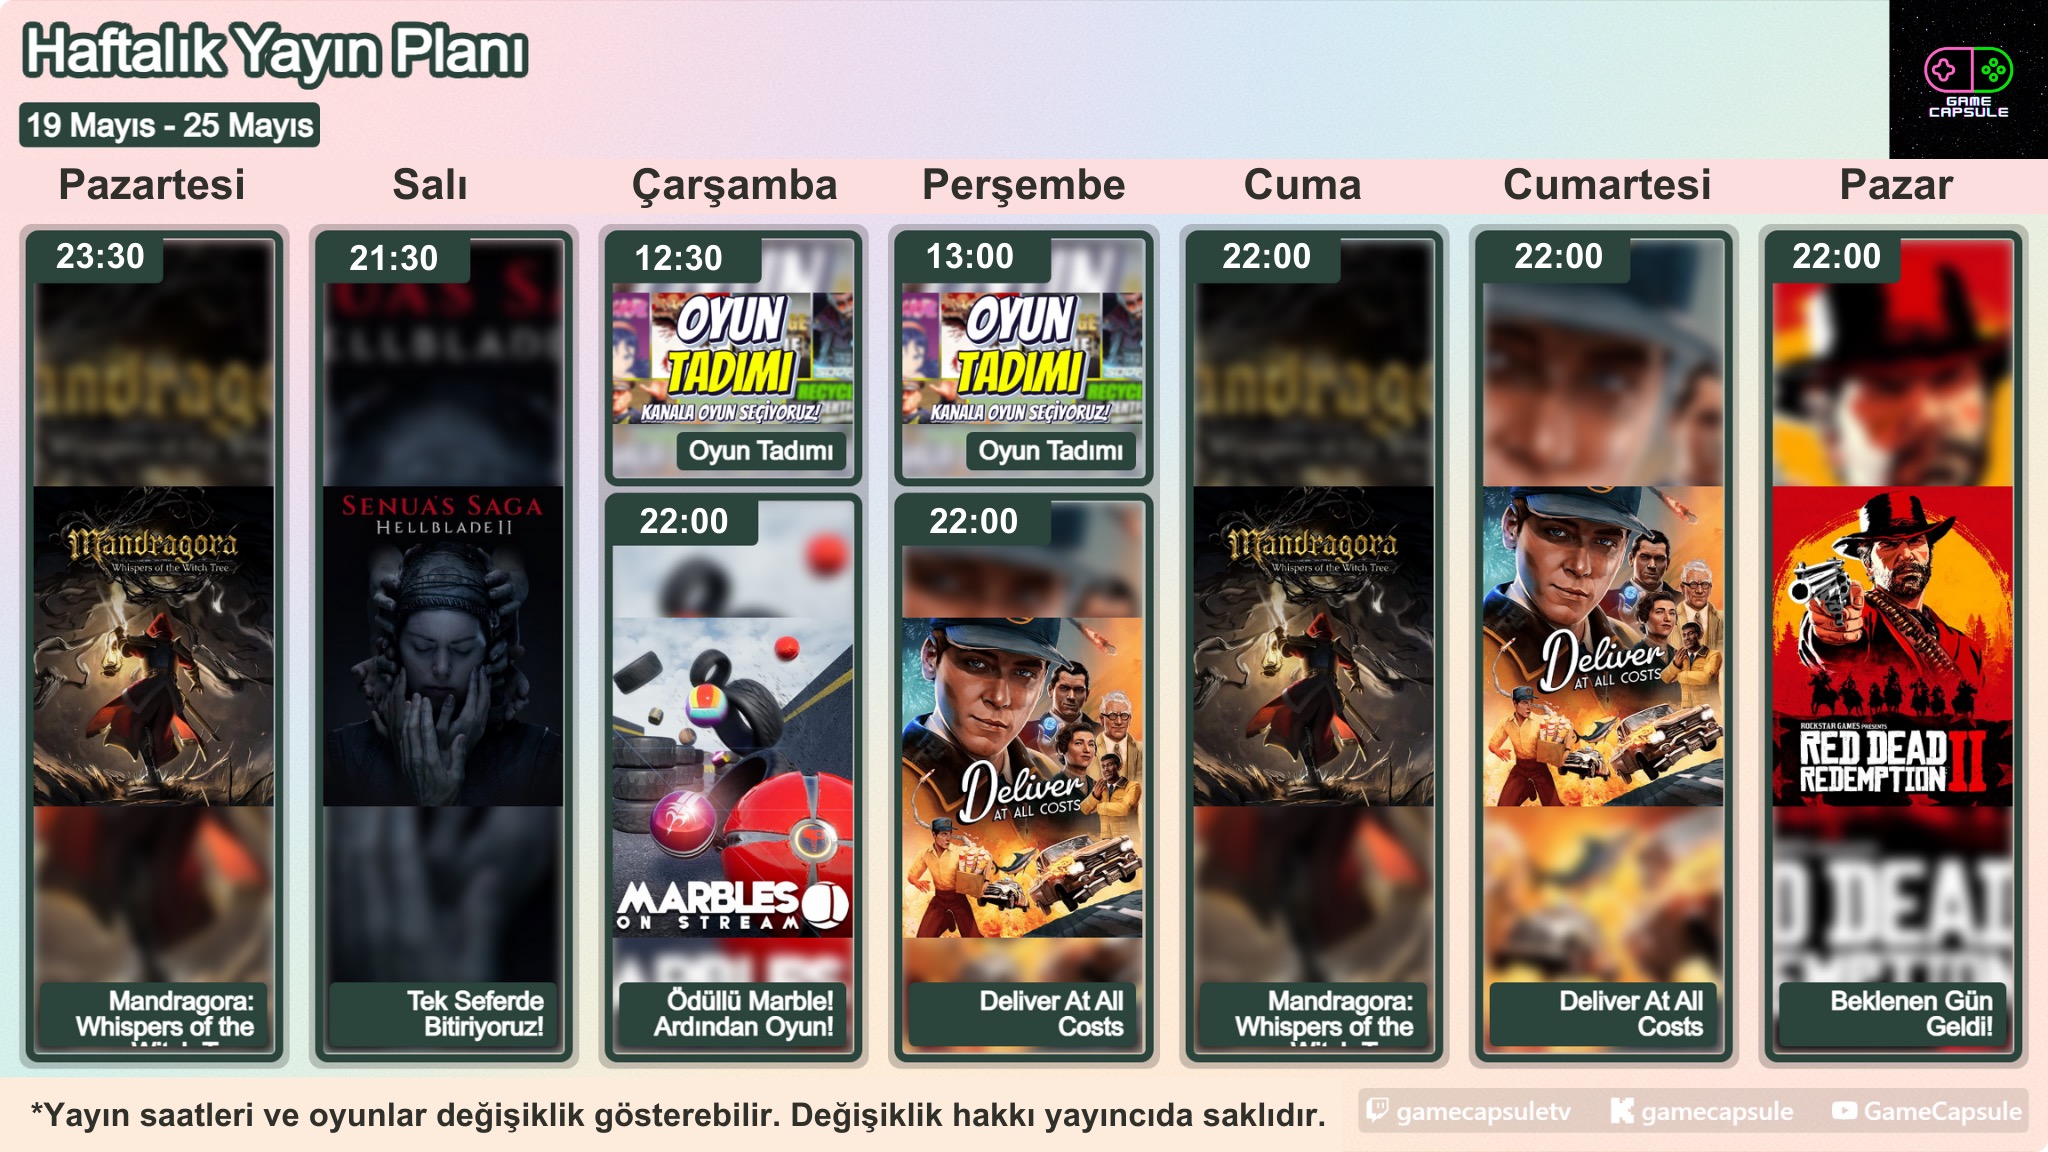 Haftalık Yayın Planı
19 Mayıs - 25 Mayıs
GAME
CAPSULE
Pazartesi
Salı
Çarşamba
Perşembe
Cuma
Cumartesi
Pazar
23:30
Mandragora
Whispers of the Witch Tree
Mandragora:
Whispers of the
21:30
SENUA'S SAGA
HELLBLADE II
Tek Seferde
Bitiriyoruz!
12:30
OYUN
TADIMI
KANALA OYUN SEÇİYORUZ!
Oyun Tadımı
22:00
MARBLES
ON STREAM
Ödüllü Marble!
Ardından Oyun!
13:00
OYUN
TADIMI
KANALA OYUN SEÇİYORUZ!
Oyun Tadımı
22:00
Deliver
AT ALL COSTS
Deliver At All
Costs
22:00
Mandragora
Whispers of the Witch Tree
Mandragora:
Whispers of the
22:00
Deliver
AT ALL COSTS
Deliver At All
Costs
22:00
ROCKSTAR GAMES PRESENTS
RED DEAD
REDEMPTION II
Beklenen Gün
Geldi!
*Yayın saatleri ve oyunlar değişiklik gösterebilir. Değişiklik hakkı yayıncıda saklıdır.
gamecapsuletv
gamecapsule
GameCapsule